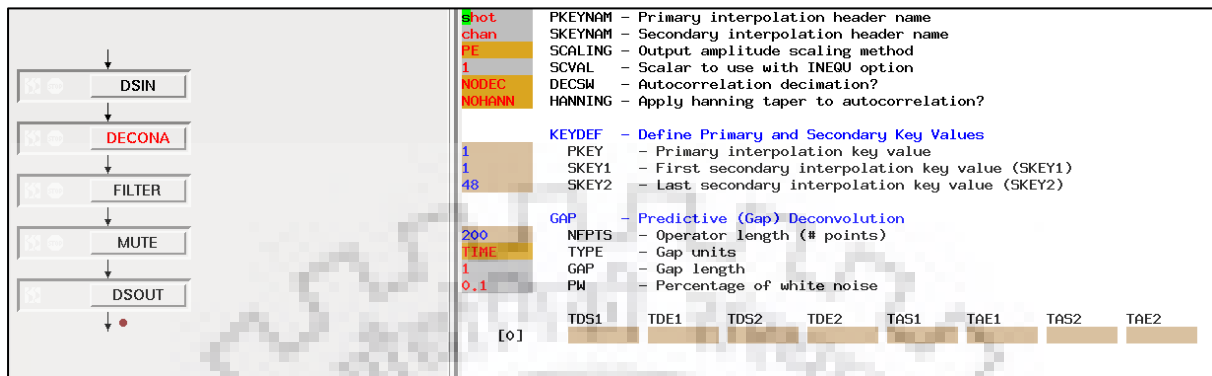 DSIN
DECONA
FILTER
MUTE
DSOUT
shot PKEYNAM – Primary interpolation header name
chan SKEYNAM – Secondary interpolation header name
PE SCALING – Output amplitude scaling method
1 SCVAL – Scalar to use with INEQU option
NODEC DECSW – Autocorrelation decimation?
NOHANN HANNING – Apply hanning taper to autocorrelation?
KEYDEF – Define Primary and Secondary Key Values
1 PKEY – Primary interpolation key value
1 SKEY1 – First secondary interpolation key value (SKEY1)
48 SKEY2 – Last secondary interpolation key value (SKEY2)
GAP – Predictive (Gap) Deconvolution
200 NFPTS – Operator length (# points)
TIME TYPE – Gap units
1 GAP – Gap length
0.1 PW – Percentage of white noise
TDS1 TDE1 TDS2 TDE2 TAS1 TAE1 TAS2 TAE2
[◊]